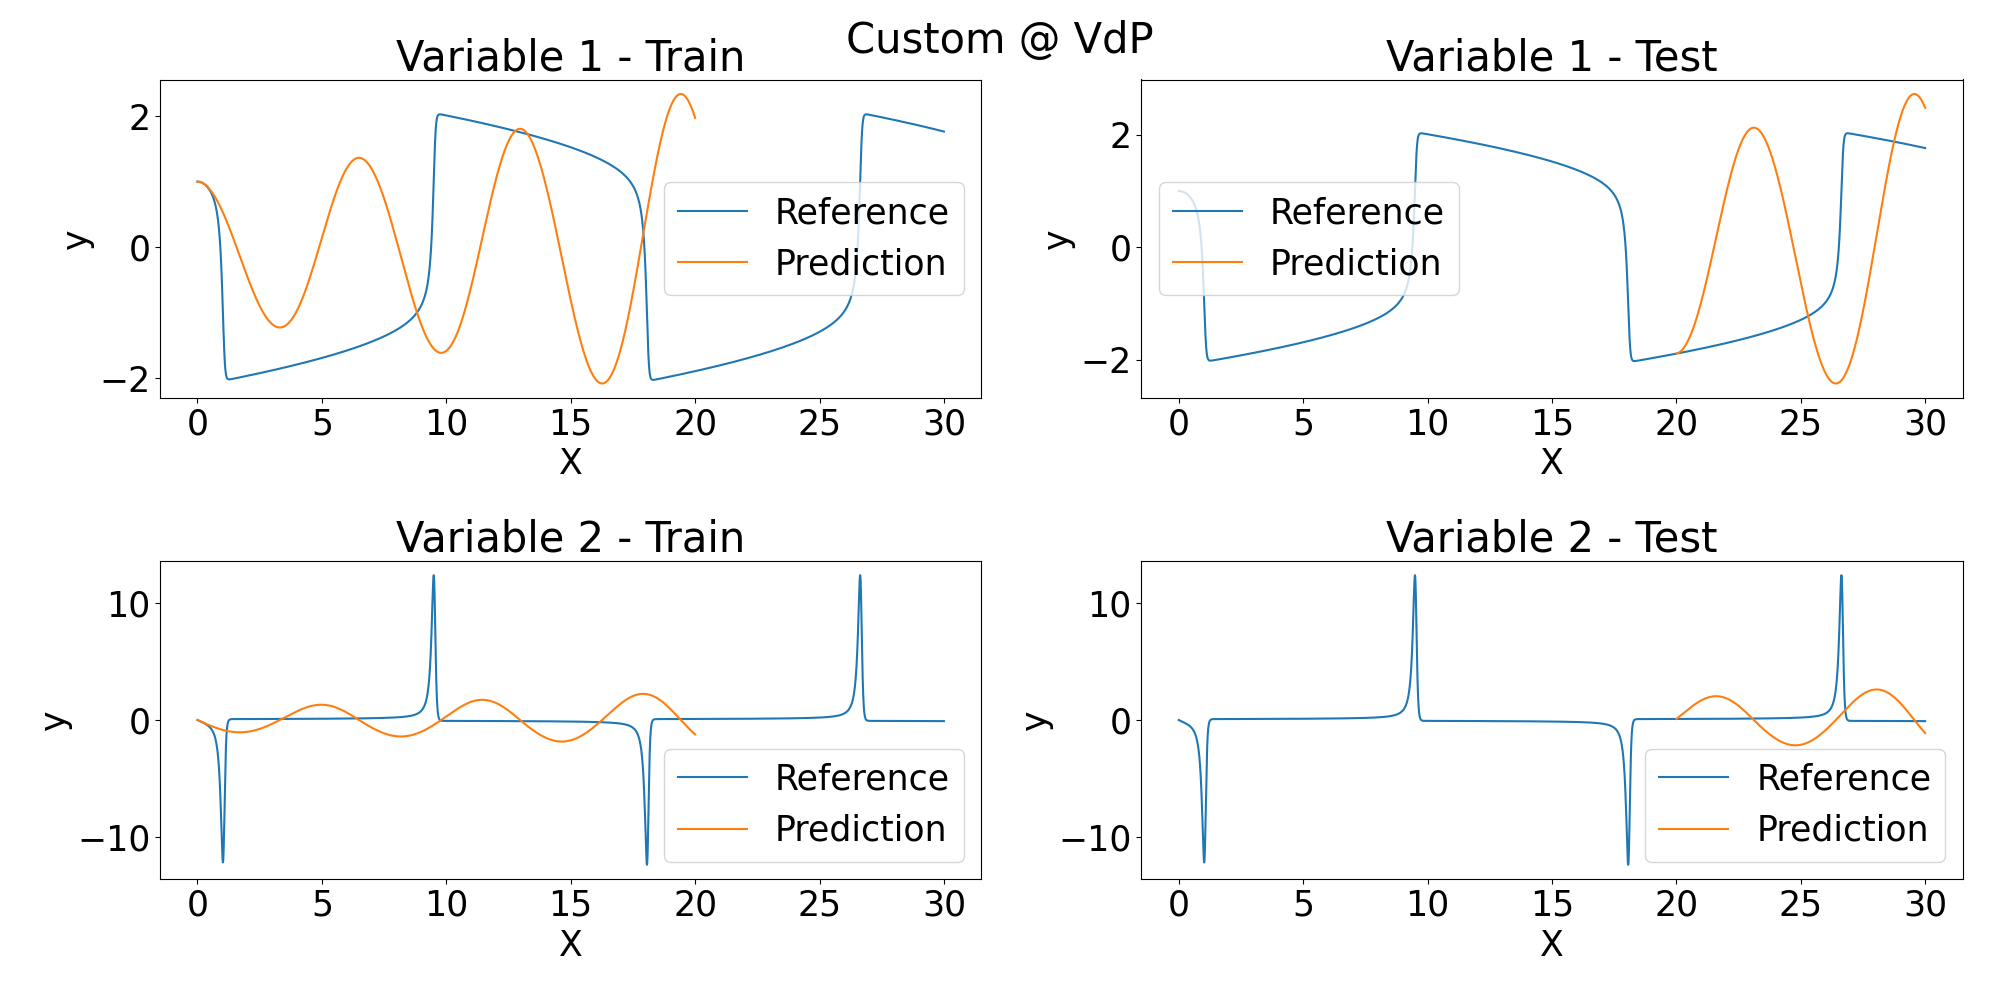 Custom @ VdP
Variable 1 - Train
y
2
0
−2
0 5 10 15 20 25 30
X
Reference
Prediction
Variable 1 - Test
y
2
0
−2
0 5 10 15 20 25 30
X
Reference
Prediction
Variable 2 - Train
y
10
0
−10
0 5 10 15 20 25 30
X
Reference
Prediction
Variable 2 - Test
y
10
0
−10
0 5 10 15 20 25 30
X
Reference
Prediction